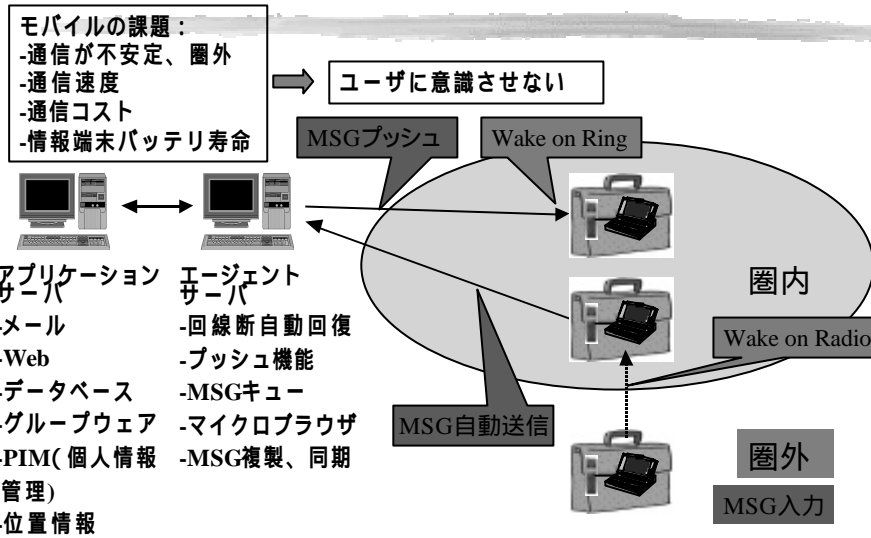 モバイルの課題：
-通信が不安定、圏外
-通信速度
-通信コスト
-情報端末バッテリ寿命
ユーザに意識させない
MSGプッシュ
Wake on Ring
アプリケーション
サーバ
-メール
-Web
-データベース
-グループウェア
-PIM(個人情報
管理)
-位置情報
エージェント
サーバ
-回線断自動回復
-プッシュ機能
-MSGキュー
-マイクロブラウザ
-MSG複製、同期
圏内
Wake on Radio
MSG自動送信
圏外
MSG入力